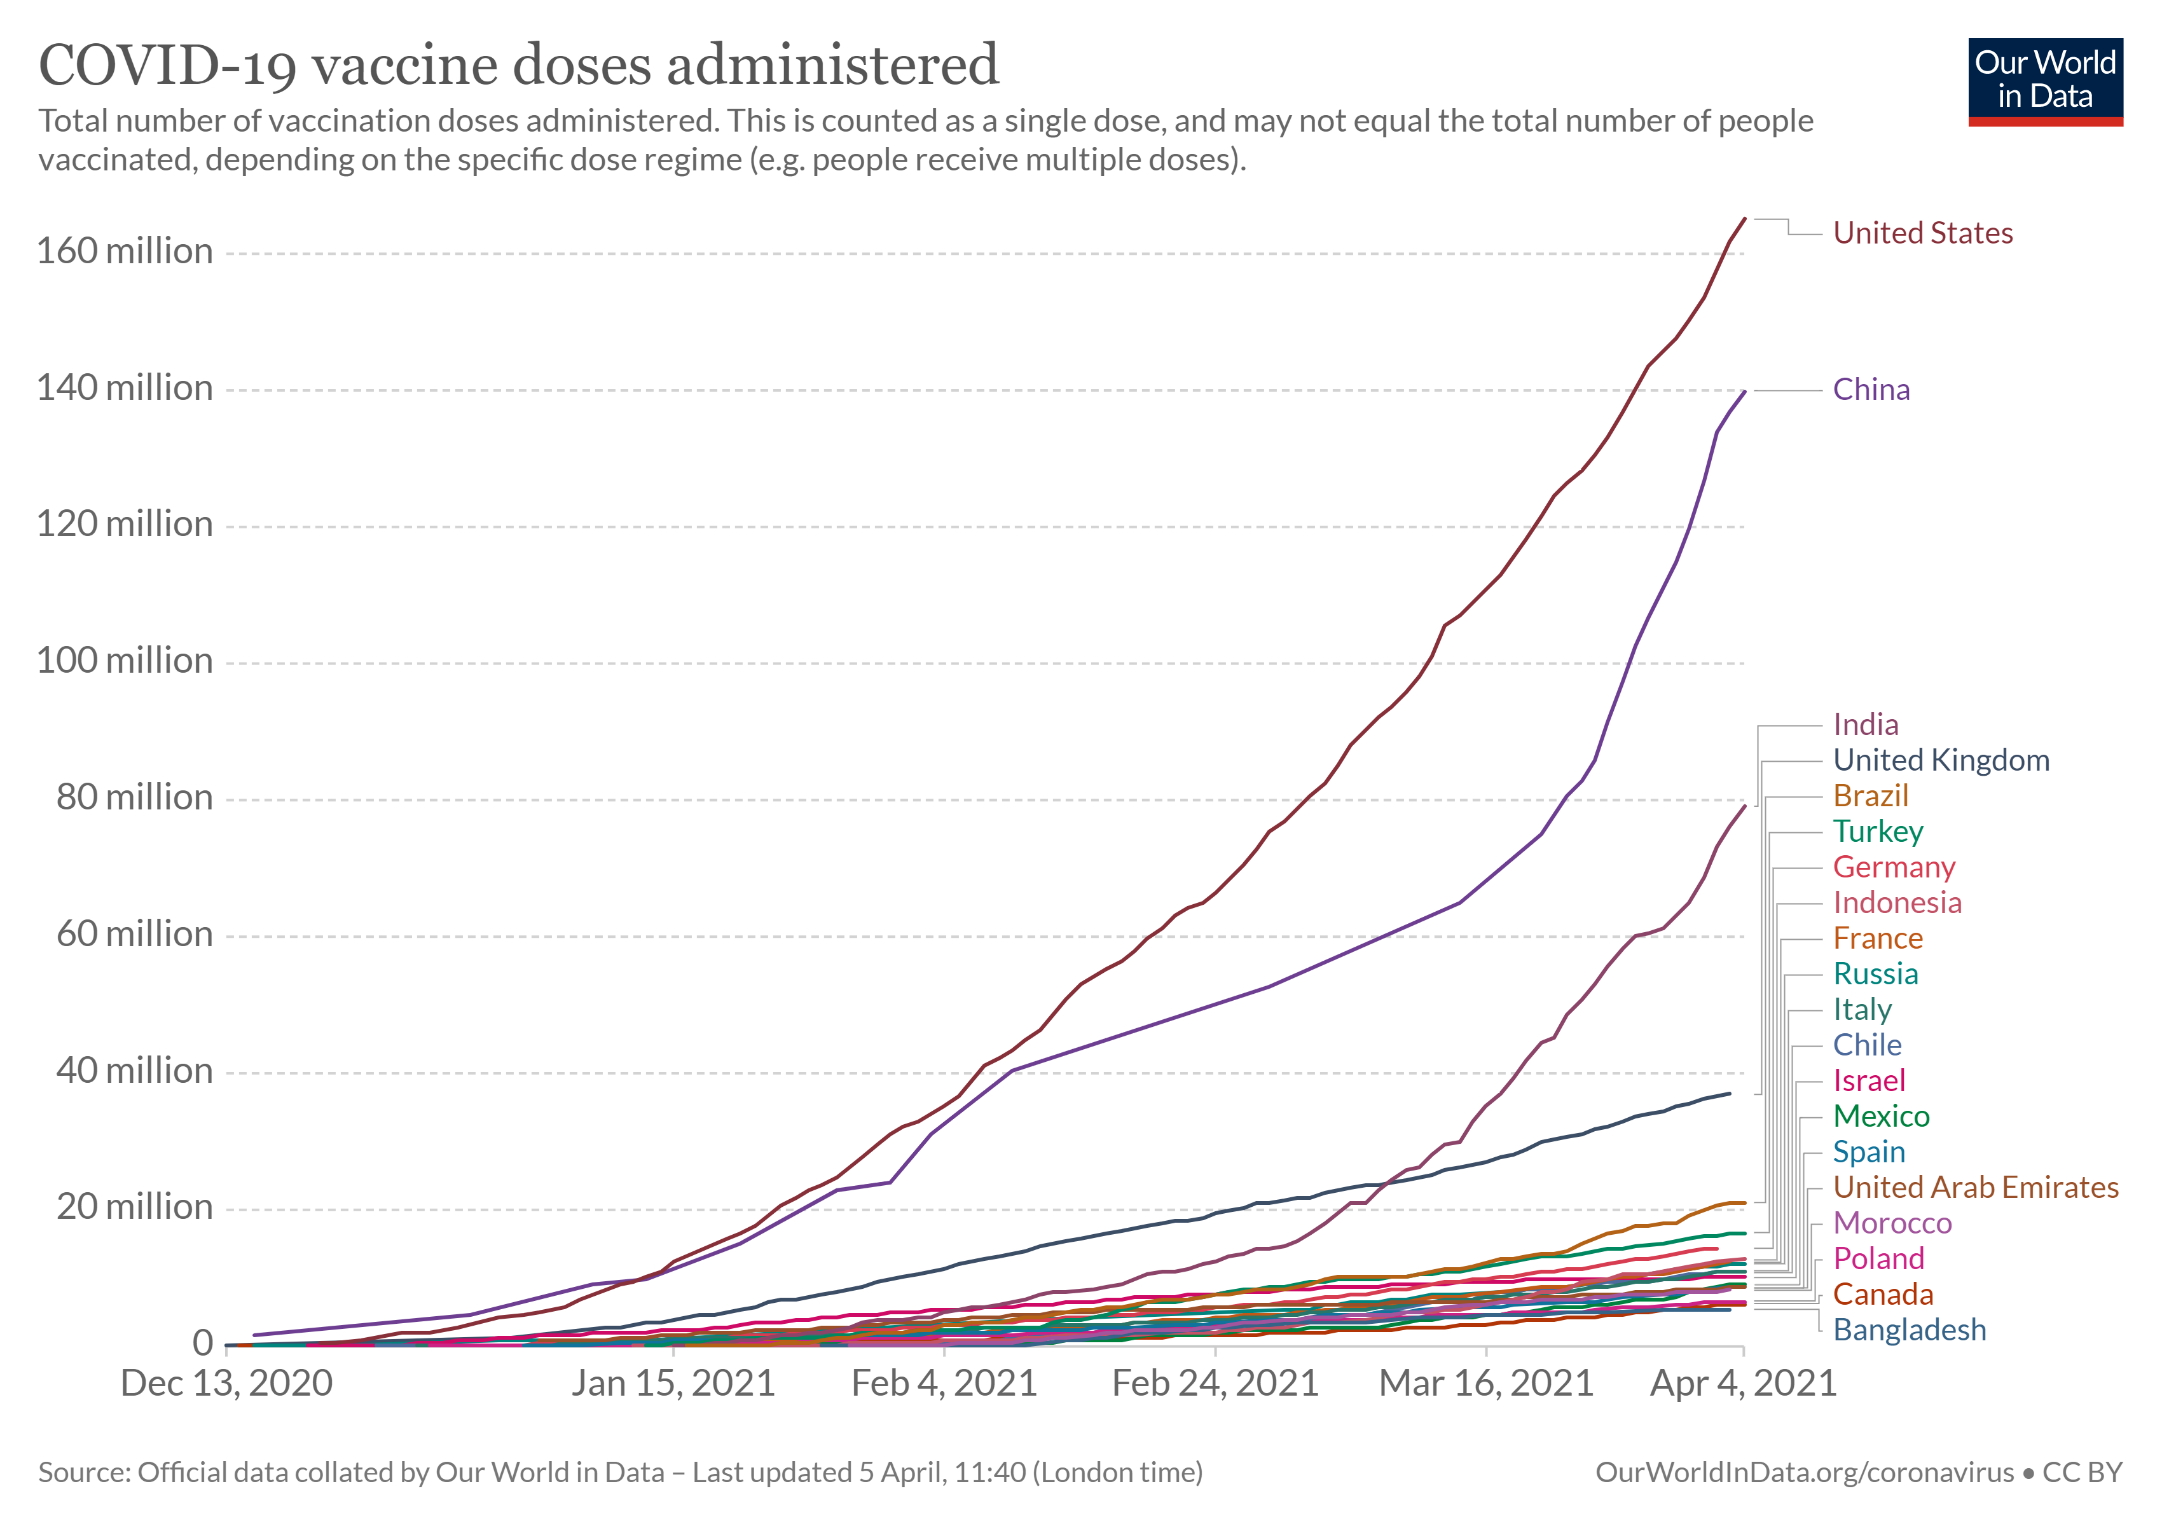 COVID-19 vaccine doses administered
Our World
in Data
Total number of vaccination doses administered. This is counted as a single dose, and may not equal the total number of people
vaccinated, depending on the specific dose regime (e.g. people receive multiple doses).
160 million
140 million
120 million
100 million
80 million
60 million
40 million
20 million
0
United States
China
India
United Kingdom
Brazil
Turkey
Germany
Indonesia
France
Russia
Italy
Chile
Israel
Mexico
Spain
United Arab Emirates
Morocco
Poland
Canada
Bangladesh
Dec 13, 2020
Jan 15, 2021
Feb 4, 2021
Feb 24, 2021
Mar 16, 2021
Apr 4, 2021
Source: Official data collated by Our World in Data – Last updated 5 April, 11:40 (London time)
OurWorldInData.org/coronavirus • CC BY